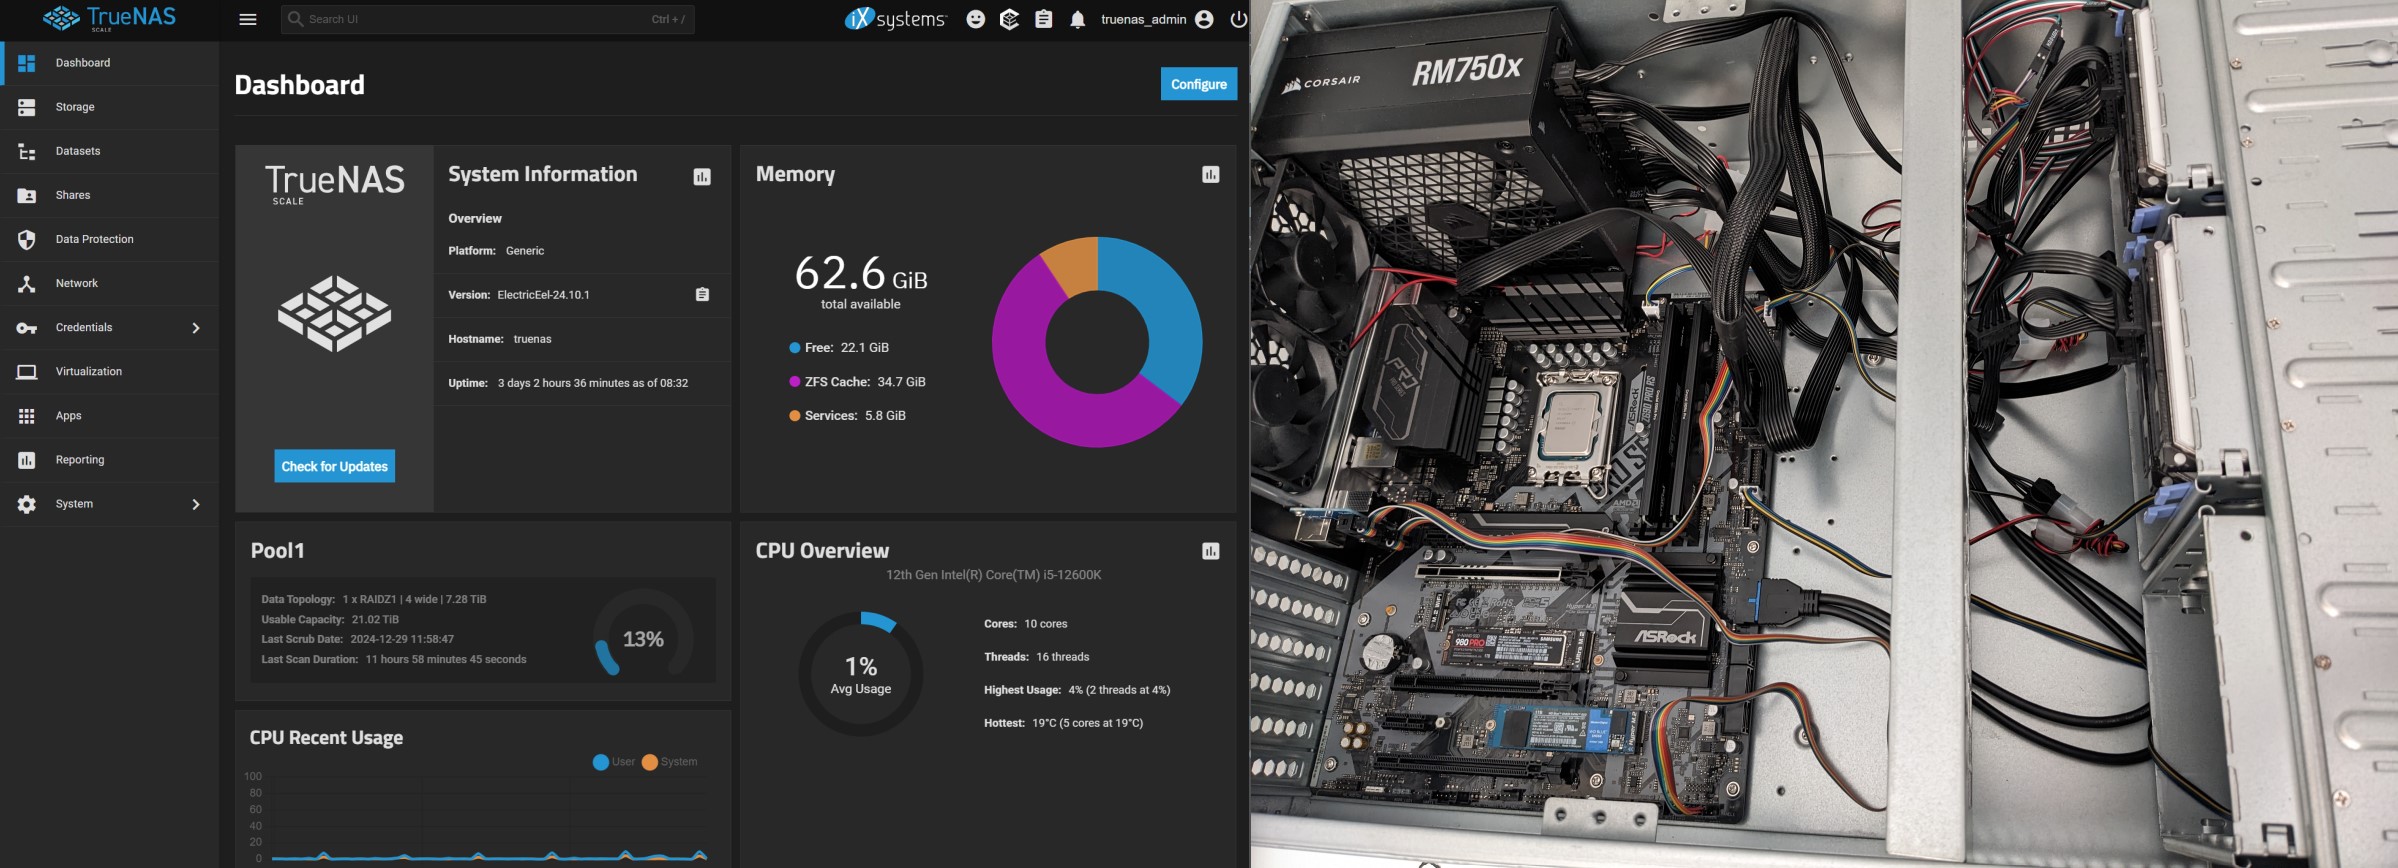 TrueNAS
SCALE
Search UI
Ctrl + /
iXsystems
truenas_admin
Dashboard
Storage
Datasets
Shares
Data Protection
Network
Credentials
Virtualization
Apps
Reporting
System
Dashboard
Configure
TrueNAS
SCALE
Check for Updates
System Information
Overview
Platform: Generic
Version: ElectricEel-24.10.1
Hostname: truenas
Uptime: 3 days 2 hours 36 minutes as of 08:32
Memory
62.6 GiB
total available
Free: 22.1 GiB
ZFS Cache: 34.7 GiB
Services: 5.8 GiB
Pool1
Data Topology: 1 x RAIDZ1 | 4 wide | 7.28 TiB
Usable Capacity: 21.02 TiB
Last Scrub Date: 2024-12-29 11:58:47
Last Scan Duration: 11 hours 58 minutes 45 seconds
13%
CPU Overview
12th Gen Intel(R) Core(TM) i5-12600K
1%
Avg Usage
Cores: 10 cores
Threads: 16 threads
Highest Usage: 4% (2 threads at 4%)
Hottest: 19°C (5 cores at 19°C)
CPU Recent Usage
User
System
100
80
60
40
20
0
CORSAIR
RM750x
PRO
ASRock
Z690 PRO RS
980 PRO
SAMSUNG
ASRock